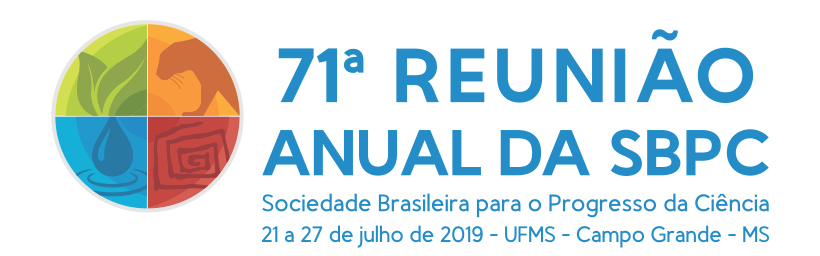 71ª REUNIÃO
ANUAL DA SBPC
Sociedade Brasileira para o Progresso da Ciência
21 a 27 de julho de 2019 - UFMS - Campo Grande - MS